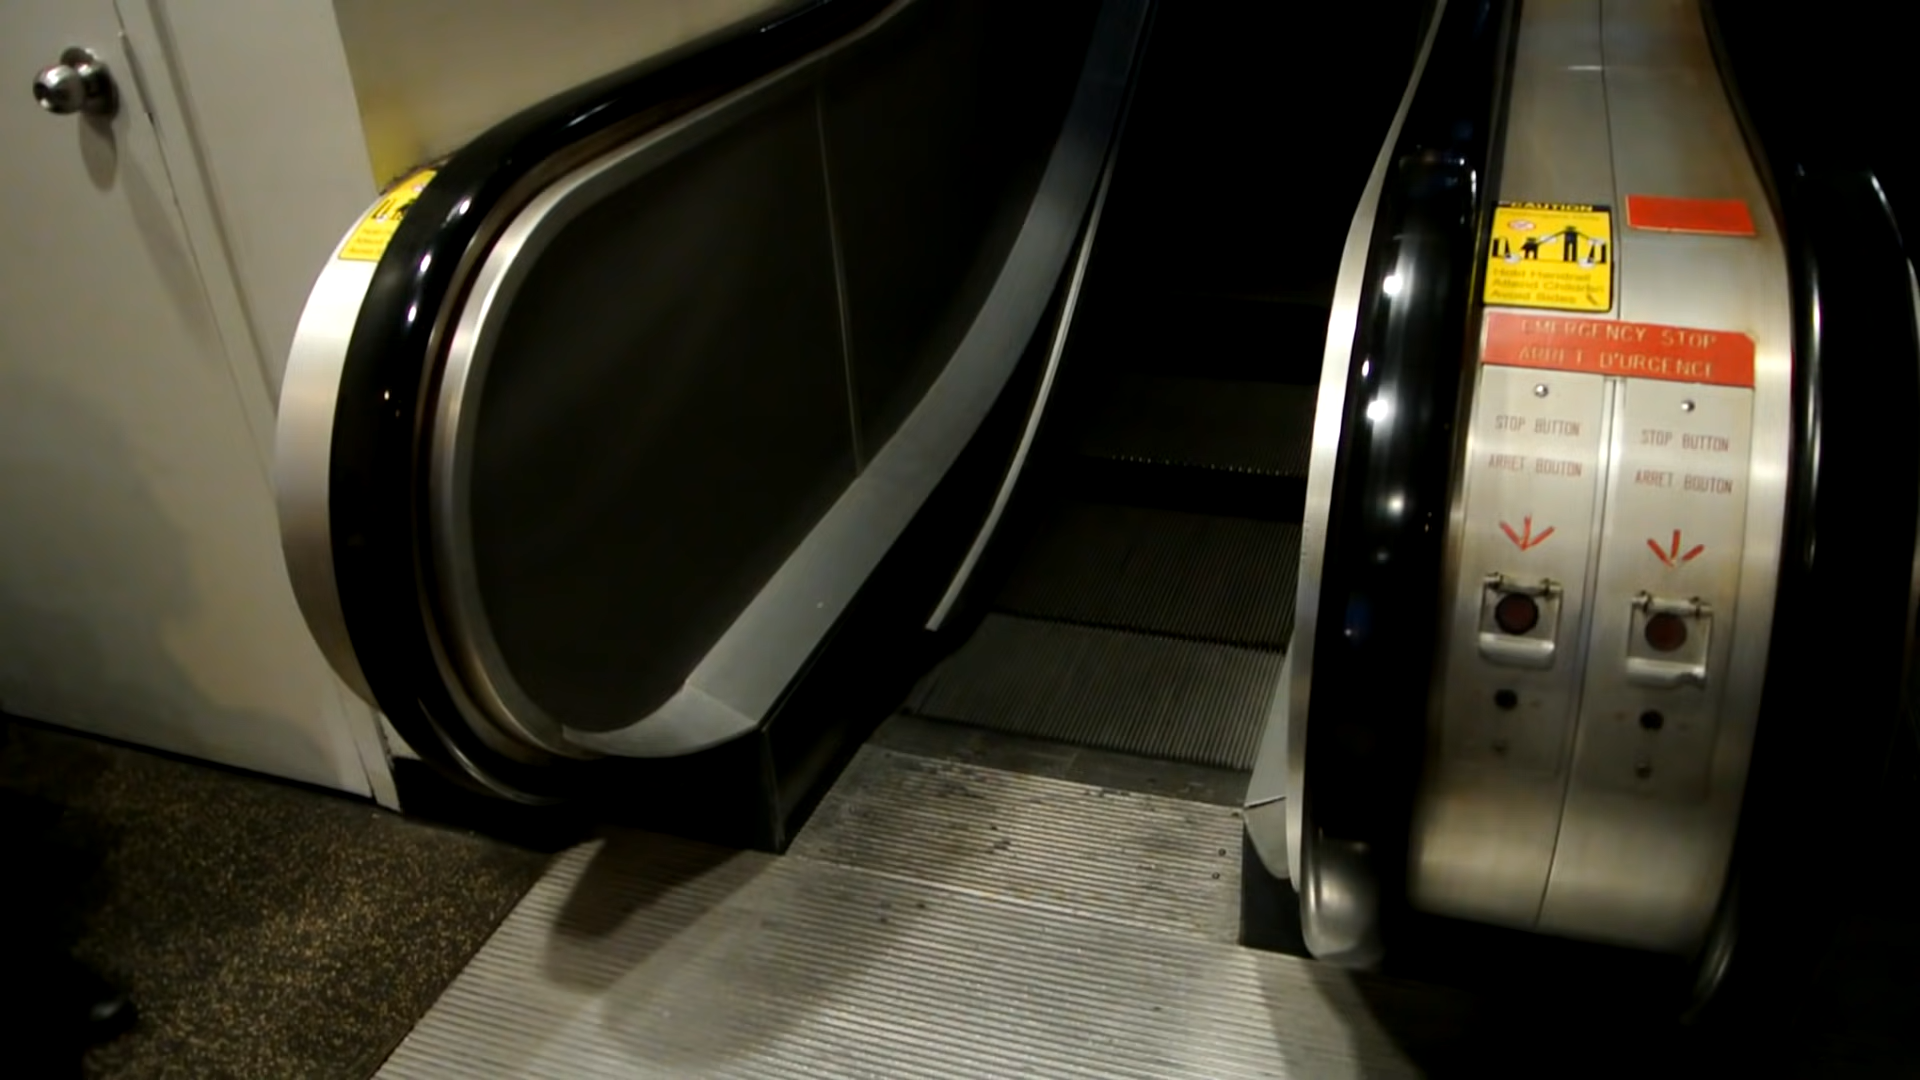 CAUTION
Hold Handrail
Attend Children
Avoid Sides
EMERGENCY STOP
ARRET D'URGENCE
STOP BUTTON
ARRET BOUTON
STOP BUTTON
ARRET BOUTON